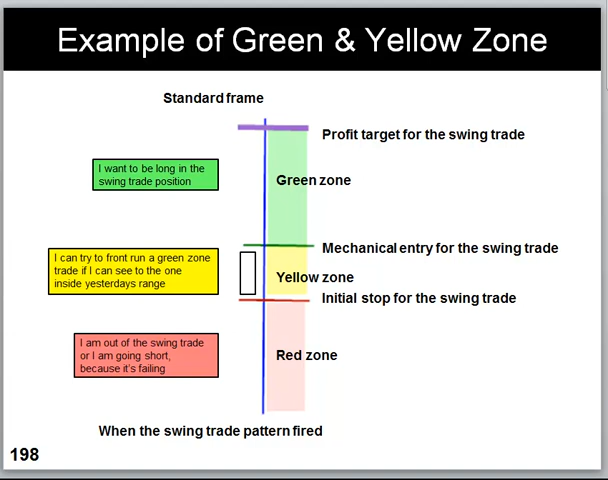 Example of Green & Yellow Zone
Standard frame
Profit target for the swing trade
I want to be long in the
swing trade position
Green zone
Mechanical entry for the swing trade
I can try to front run a green zone
trade if I can see to the one
inside yesterdays range
Yellow zone
Initial stop for the swing trade
I am out of the swing trade
or I am going short,
because it's failing
Red zone
When the swing trade pattern fired
198